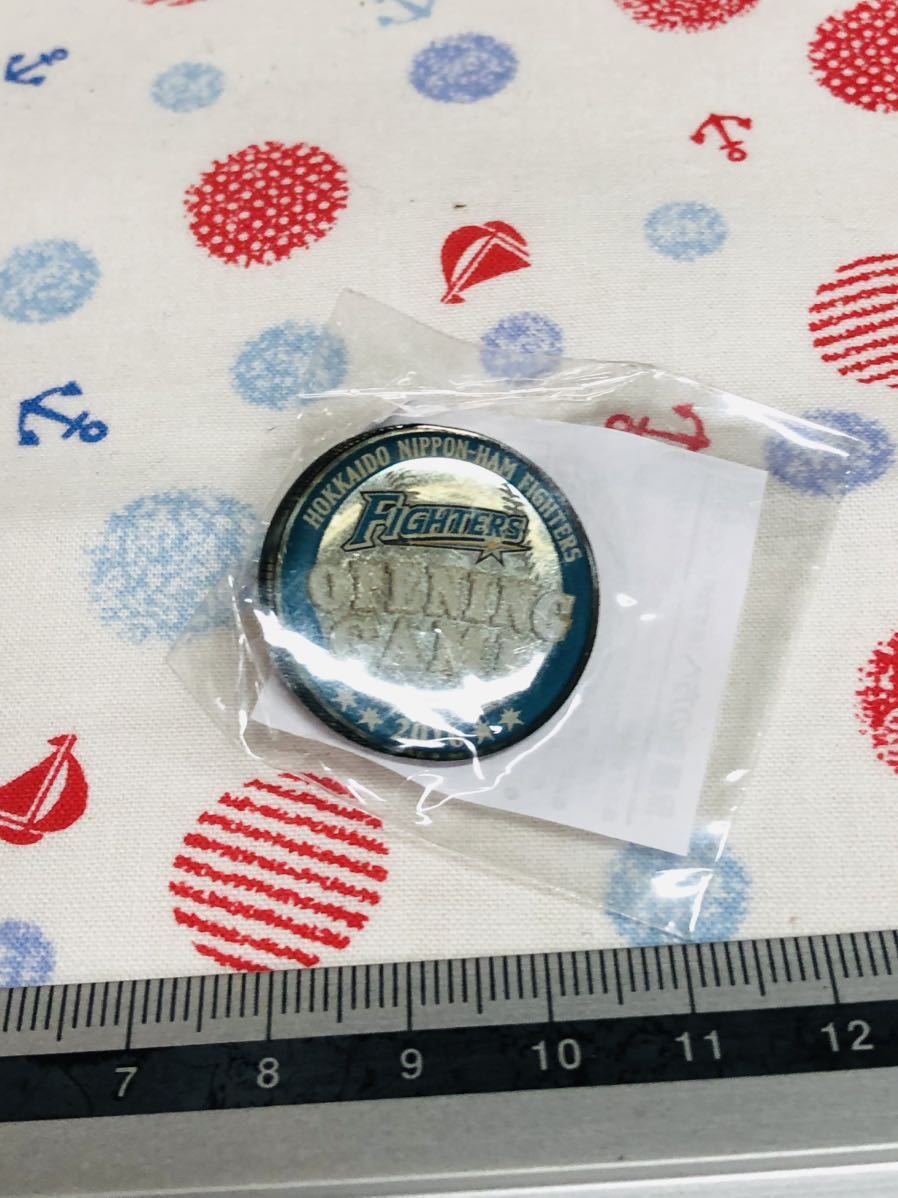 HOKKAIDO NIPPON-HAM FIGHTERS
FIGHTERS
OPENING
GAME
7 8 9 10 11 12